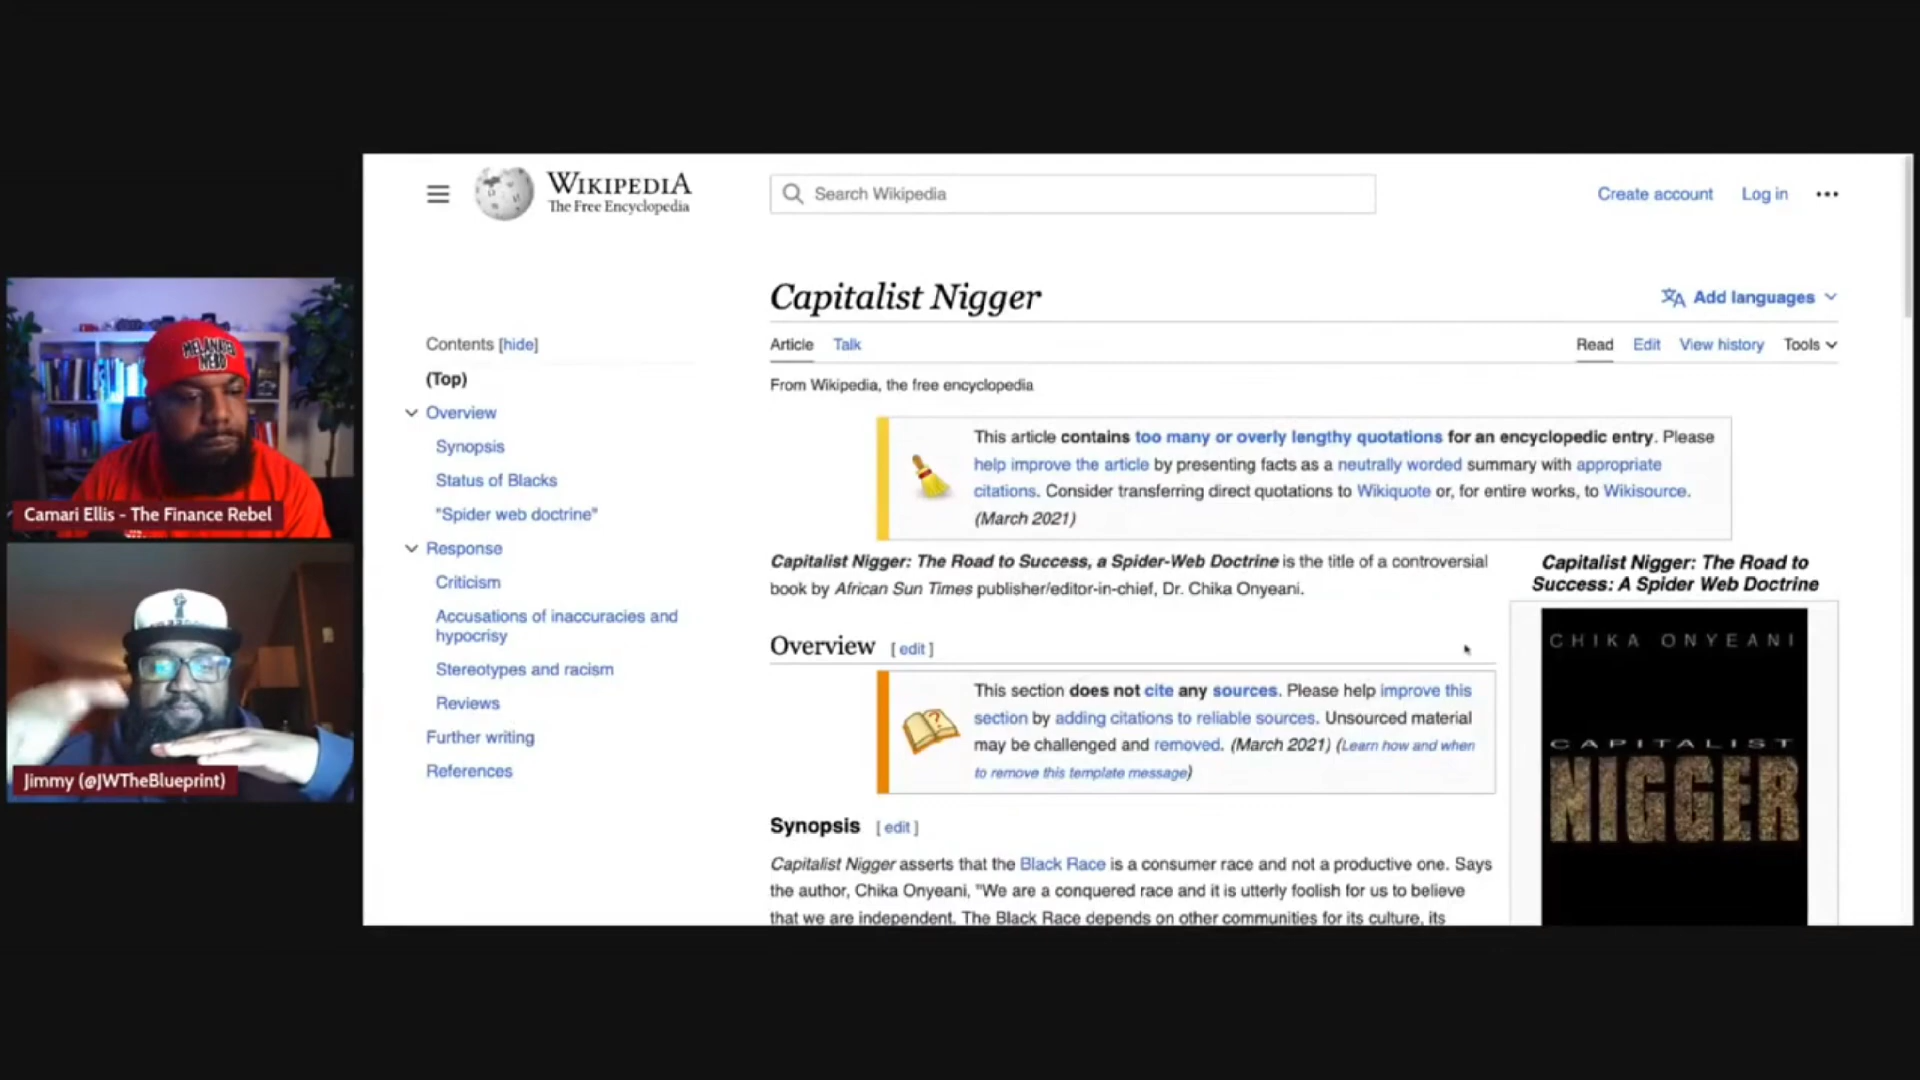 WIKIPEDIA
The Free Encyclopedia
Search Wikipedia
Create account
Log in
Capitalist Nigger
Add languages
Contents [hide]
(Top)
Overview
Synopsis
Status of Blacks
"Spider web doctrine"
Response
Criticism
Accusations of inaccuracies and
hypocrisy
Stereotypes and racism
Reviews
Further writing
References
Article
Talk
Read
Edit
View history
Tools
From Wikipedia, the free encyclopedia
This article contains too many or overly lengthy quotations for an encyclopedic entry. Please
help improve the article by presenting facts as a neutrally worded summary with appropriate
citations. Consider transferring direct quotations to Wikiquote or, for entire works, to Wikisource.
(March 2021)
Capitalist Nigger: The Road to Success, a Spider-Web Doctrine is the title of a controversial
book by African Sun Times publisher/editor-in-chief, Dr. Chika Onyeani.
Overview [ edit ]
This section does not cite any sources. Please help improve this
section by adding citations to reliable sources. Unsourced material
may be challenged and removed. (March 2021) (Learn how and when
to remove this template message)
Synopsis [ edit ]
Capitalist Nigger asserts that the Black Race is a consumer race and not a productive one. Says
the author, Chika Onyeani, "We are a conquered race and it is utterly foolish for us to believe
that we are independent. The Black Race depends on other communities for its culture, its
Capitalist Nigger: The Road to
Success: A Spider Web Doctrine
CHIKA ONYEANI
CAPITALIST
NIGGER
MELANATED
NERD
Camari Ellis - The Finance Rebel
Jimmy (@JWTheBlueprint)